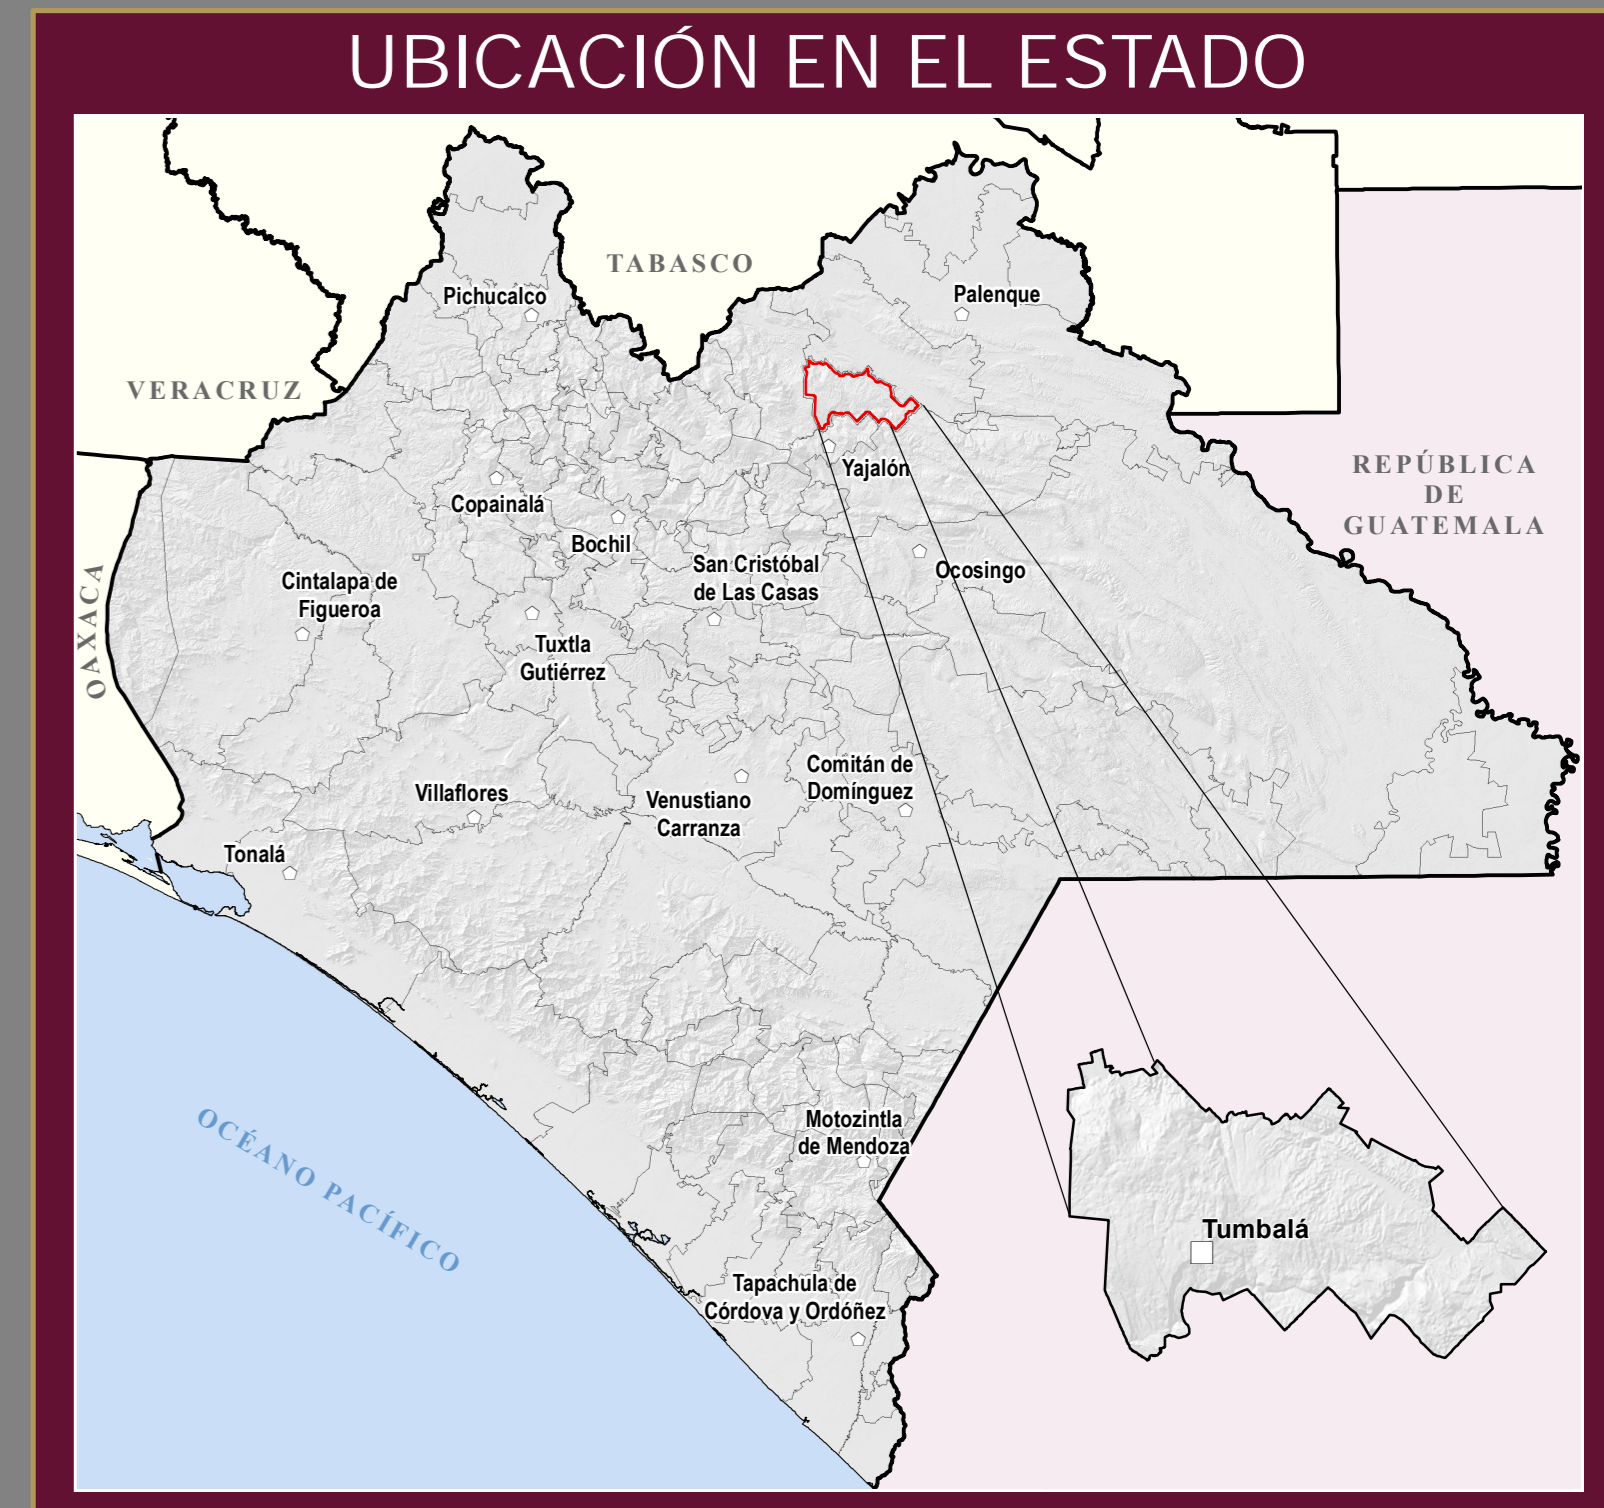 UBICACIÓN EN EL ESTADO
TABASCO
Pichucalco
Palenque
VERACRUZ
Yajalón
REPÚBLICA
DE
GUATEMALA
Copainalá
Bochil
San Cristóbal
de Las Casas
Ocosingo
Cintalapa de
Figueroa
OAXACA
Tuxtla
Gutiérrez
Comitán de
Domínguez
Villaflores
Venustiano
Carranza
Tonalá
Motozintla
de Mendoza
OCÉANO PACÍFICO
Tumbalá
Tapachula de
Córdova y Ordóñez